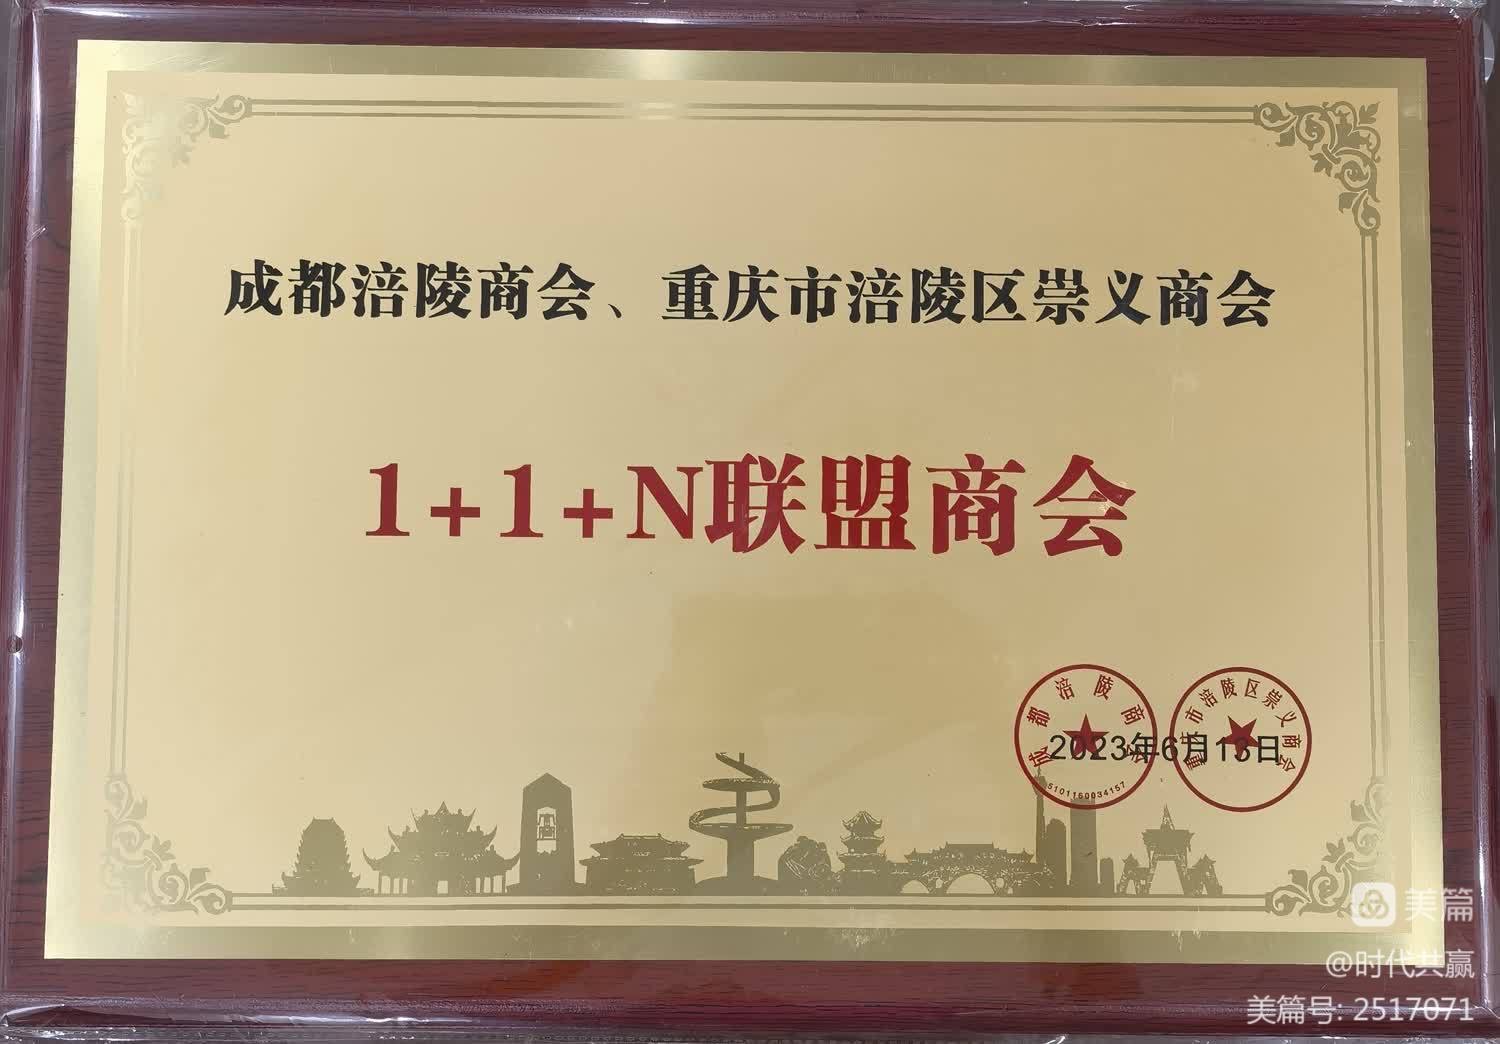 成都涪陵商会、重庆市涪陵区崇义商会
1+1+N联盟商会
成都涪陵商会
5101160034157
重庆市涪陵区崇义商会
2023年6月13日
美篇
@时代共赢
美篇号: 2517071